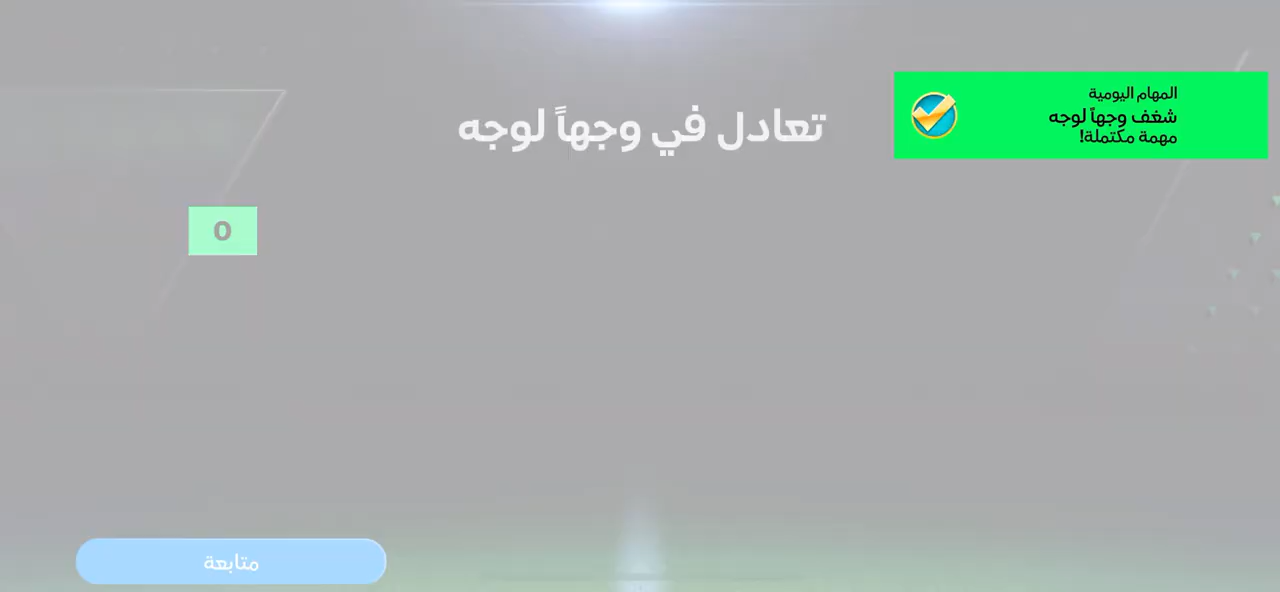 المهام اليومية
شغف وجهاً لوجه
مهمة مكتملة!
تعادل في وجهاً لوجه
0
متابعة